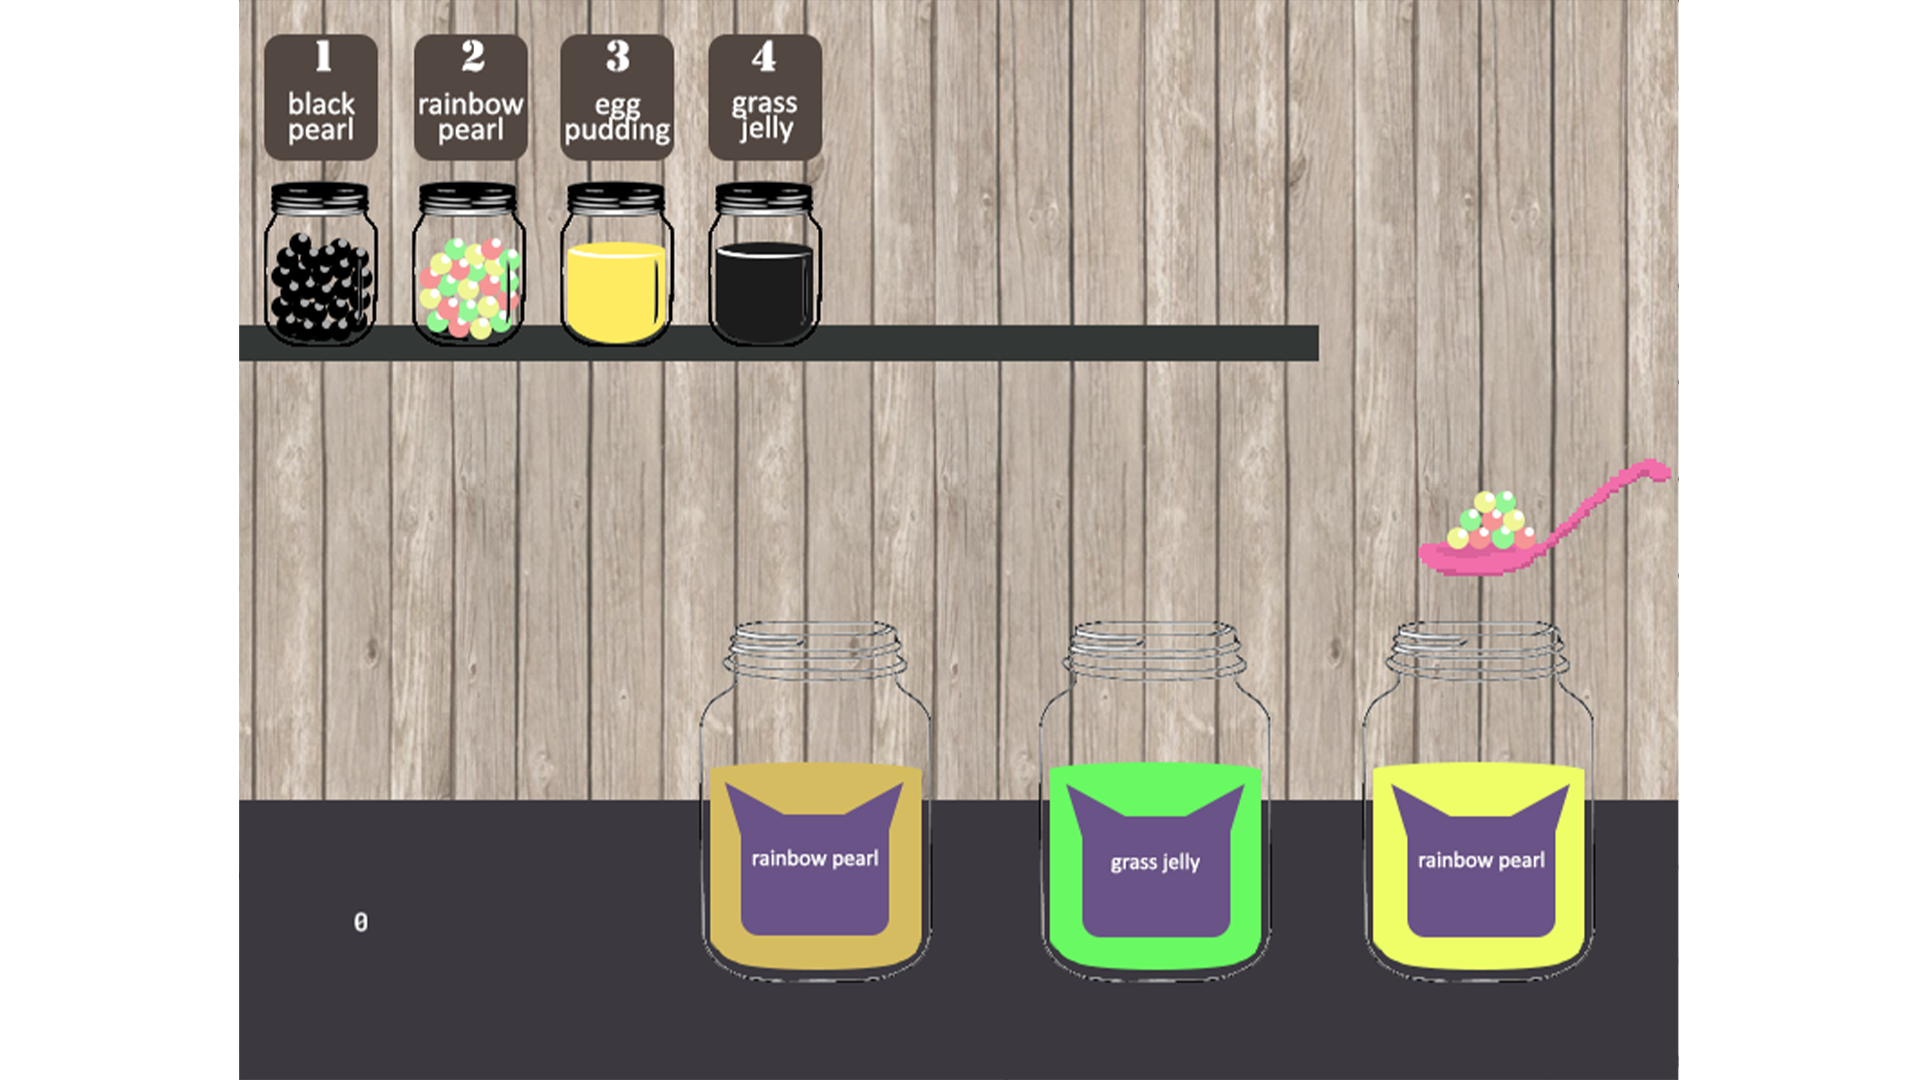 1
black
pearl
2
rainbow
pearl
3
egg
pudding
4
grass
jelly
rainbow pearl
grass jelly
rainbow pearl
0